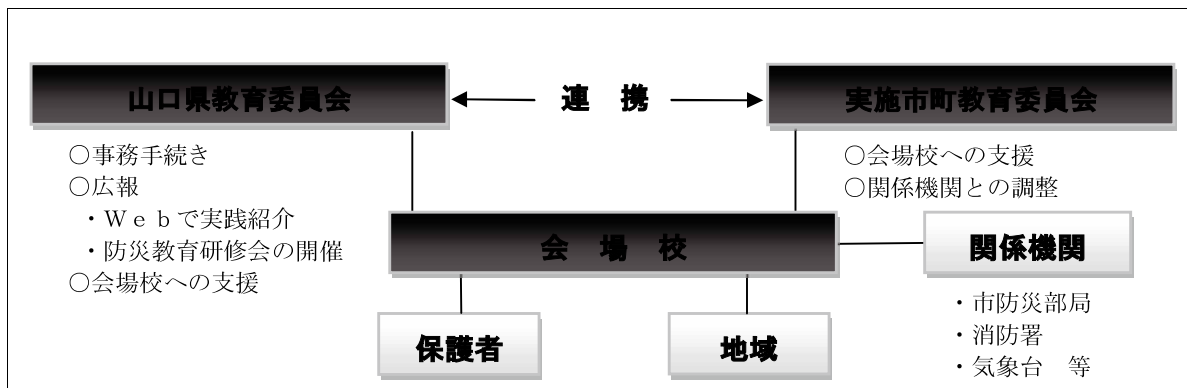 山口県教育委員会
連　携
実施市町教育委員会
○事務手続き
○広報
・Ｗｅｂで実践紹介
・防災教育研修会の開催
○会場校への支援
○会場校への支援
○関係機関との調整
会　場　校
関係機関
・市防災部局
・消防署
・気象台　等
保護者
地域